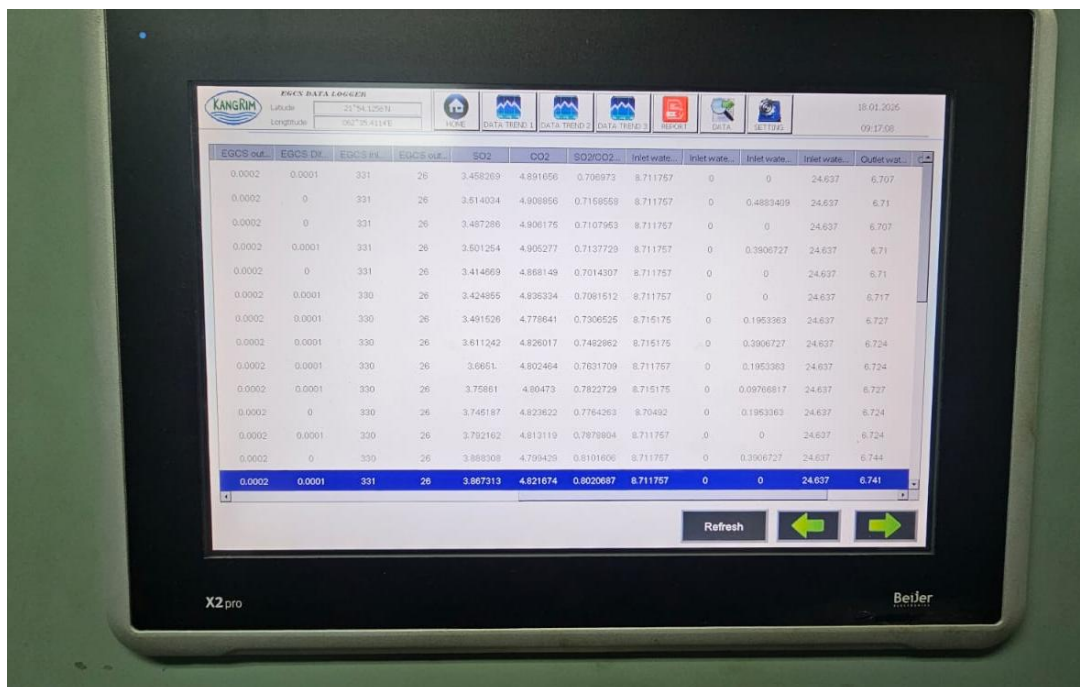 KANGRIM
EGCS DATA LOGGER
Latitude 21°54.1256'N
Longtitude
HOME DATA TREND 1 DATA TREND 2 DATA TREND 3 REPORT DATA SETTING
18.01.2026
09:17:08
EGCS out... EGCS Dif... EGCS Inl... EGCS out... SO2 CO2 SO2/CO2... Inlet wate... Inlet wate... Inlet wate... Inlet wate... Outlet wat...
0.0002 0.0001 331 26 3.458269 4.891656 0.706973 8.711757 0 0 24.637 6.707
0.0002 0 331 26 3.514034 4.908856 0.7158558 8.711757 0 0.4883409 24.637 6.71
0.0002 0 331 26 3.487286 4.906175 0.7107953 8.711757 0 0 24.637 6.707
0.0002 0.0001 331 26 3.501254 4.905277 0.7137729 8.711757 0 0.3906727 24.637 6.71
0.0002 0 331 26 3.414669 4.868149 0.7014307 8.711757 0 0 24.637 6.71
0.0002 0.0001 330 26 3.424855 4.836334 0.7081512 8.711757 0 0 24.637 6.717
0.0002 0.0001 330 26 3.491526 4.778641 0.7306525 8.715175 0 0.1953363 24.637 6.727
0.0002 0.0001 330 26 3.611242 4.826017 0.7482862 8.715175 0 0.3906727 24.637 6.724
0.0002 0.0001 330 26 3.6651 4.802464 0.7631709 8.711757 0 0.1953363 24.637 6.724
0.0002 0.0001 330 26 3.75861 4.80473 0.7822729 8.715175 0 0.09766817 24.637 6.727
0.0002 0 330 26 3.745187 4.823622 0.7764263 8.70492 0 0.1953363 24.637 6.724
0.0002 0.0001 330 26 3.792162 4.813119 0.7878804 8.711757 0 0 24.637 6.724
0.0002 0 330 26 3.888308 4.799429 0.8101606 8.711757 0 0.3906727 24.637 6.744
0.0002 0.0001 331 26 3.867313 4.821674 0.8020687 8.711757 0 0 24.637 6.741
Refresh
X2 pro
BeiJer
ELECTRONICS